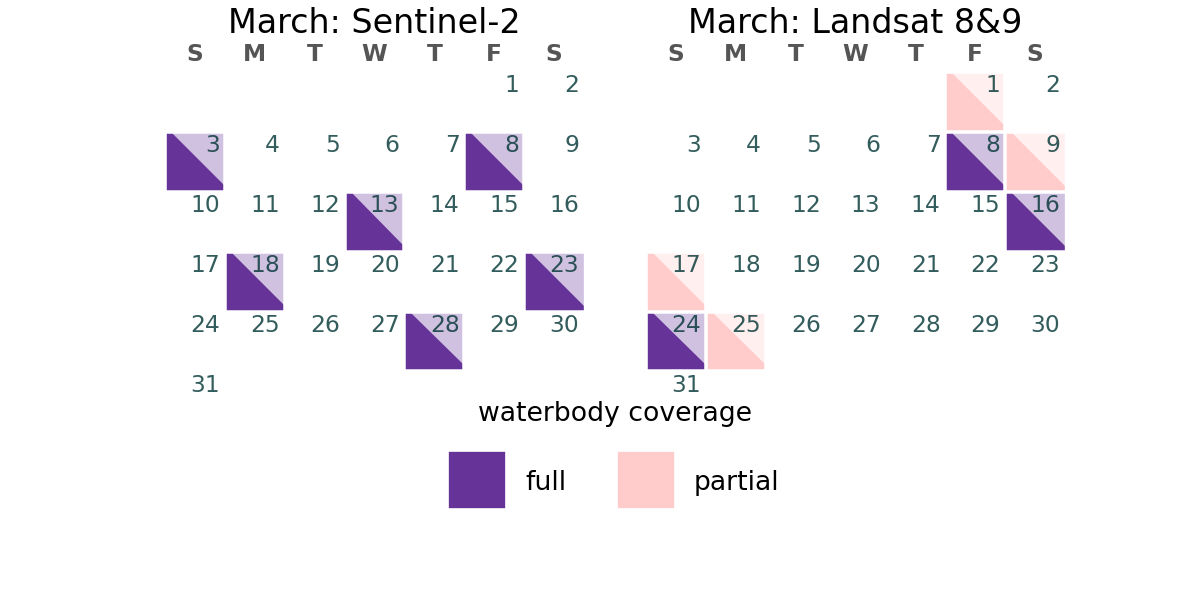 March: Sentinel-2
S M T W T F S
1 2
3 4 5 6 7 8 9
10 11 12 13 14 15 16
17 18 19 20 21 22 23
24 25 26 27 28 29 30
31
March: Landsat 8&9
S M T W T F S
1 2
3 4 5 6 7 8 9
10 11 12 13 14 15 16
17 18 19 20 21 22 23
24 25 26 27 28 29 30
31
waterbody coverage
full partial